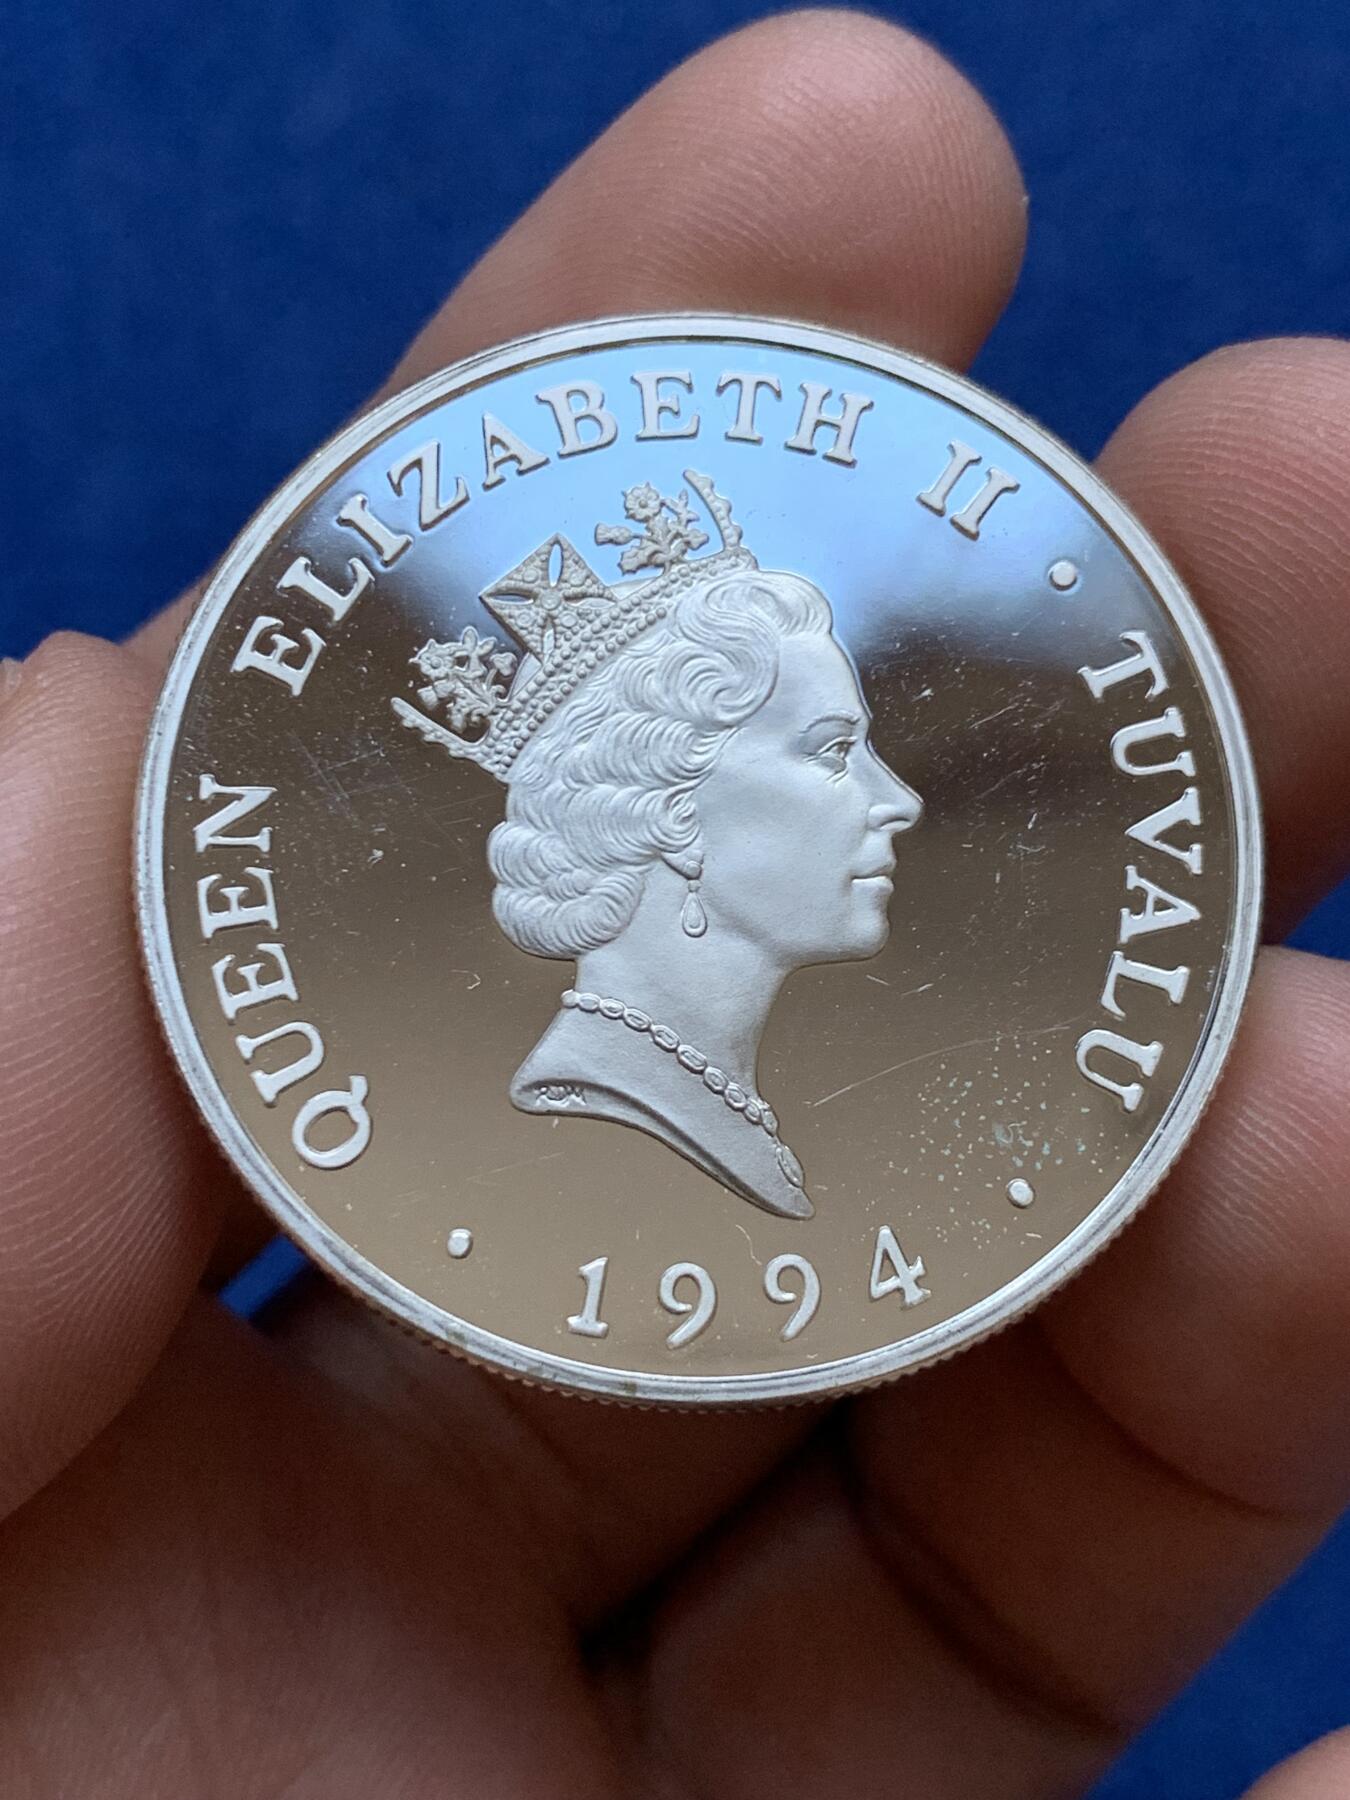 QUEEN ELIZABETH II · TUVALU
· 1994 ·
RDM